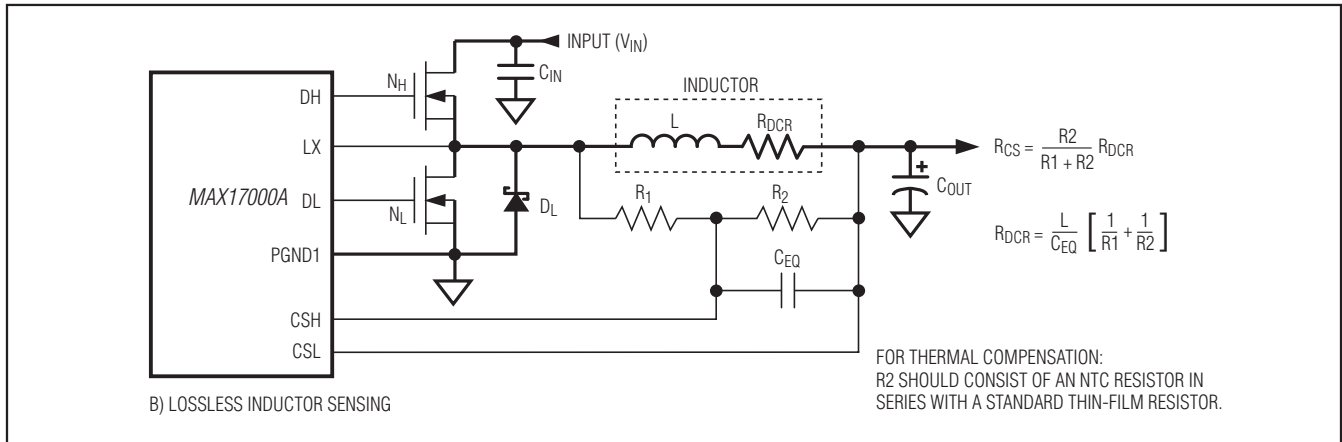 INPUT (VIN)
CIN
NH
DH
INDUCTOR
L
RDCR
LX
RCS = R2 / (R1 + R2) RDCR
COUT
+
MAX17000A
DL
NL
DL
R1
R2
RDCR = L / CEQ [ 1 / R1 + 1 / R2 ]
PGND1
CEQ
CSH
CSL
FOR THERMAL COMPENSATION:
R2 SHOULD CONSIST OF AN NTC RESISTOR IN
SERIES WITH A STANDARD THIN-FILM RESISTOR.
B) LOSSLESS INDUCTOR SENSING